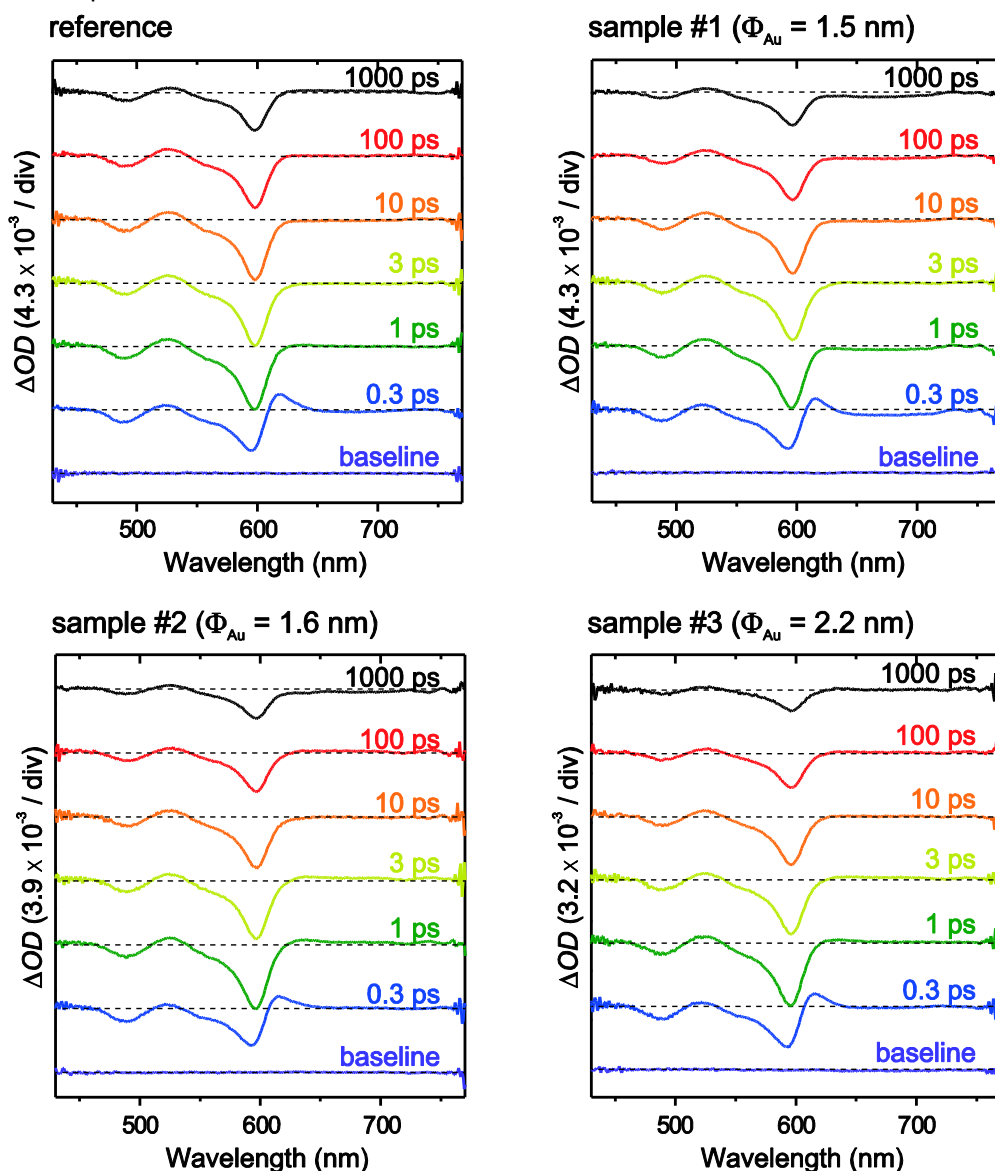 reference
1000 ps
100 ps
10 ps
3 ps
1 ps
0.3 ps
baseline
ΔOD (4.3 x 10⁻³ / div)
500 600 700
Wavelength (nm)
sample #1 (Φ_Au = 1.5 nm)
1000 ps
100 ps
10 ps
3 ps
1 ps
0.3 ps
baseline
ΔOD (4.3 x 10⁻³ / div)
500 600 700
Wavelength (nm)
sample #2 (Φ_Au = 1.6 nm)
1000 ps
100 ps
10 ps
3 ps
1 ps
0.3 ps
baseline
ΔOD (3.9 x 10⁻³ / div)
500 600 700
Wavelength (nm)
sample #3 (Φ_Au = 2.2 nm)
1000 ps
100 ps
10 ps
3 ps
1 ps
0.3 ps
baseline
ΔOD (3.2 x 10⁻³ / div)
500 600 700
Wavelength (nm)